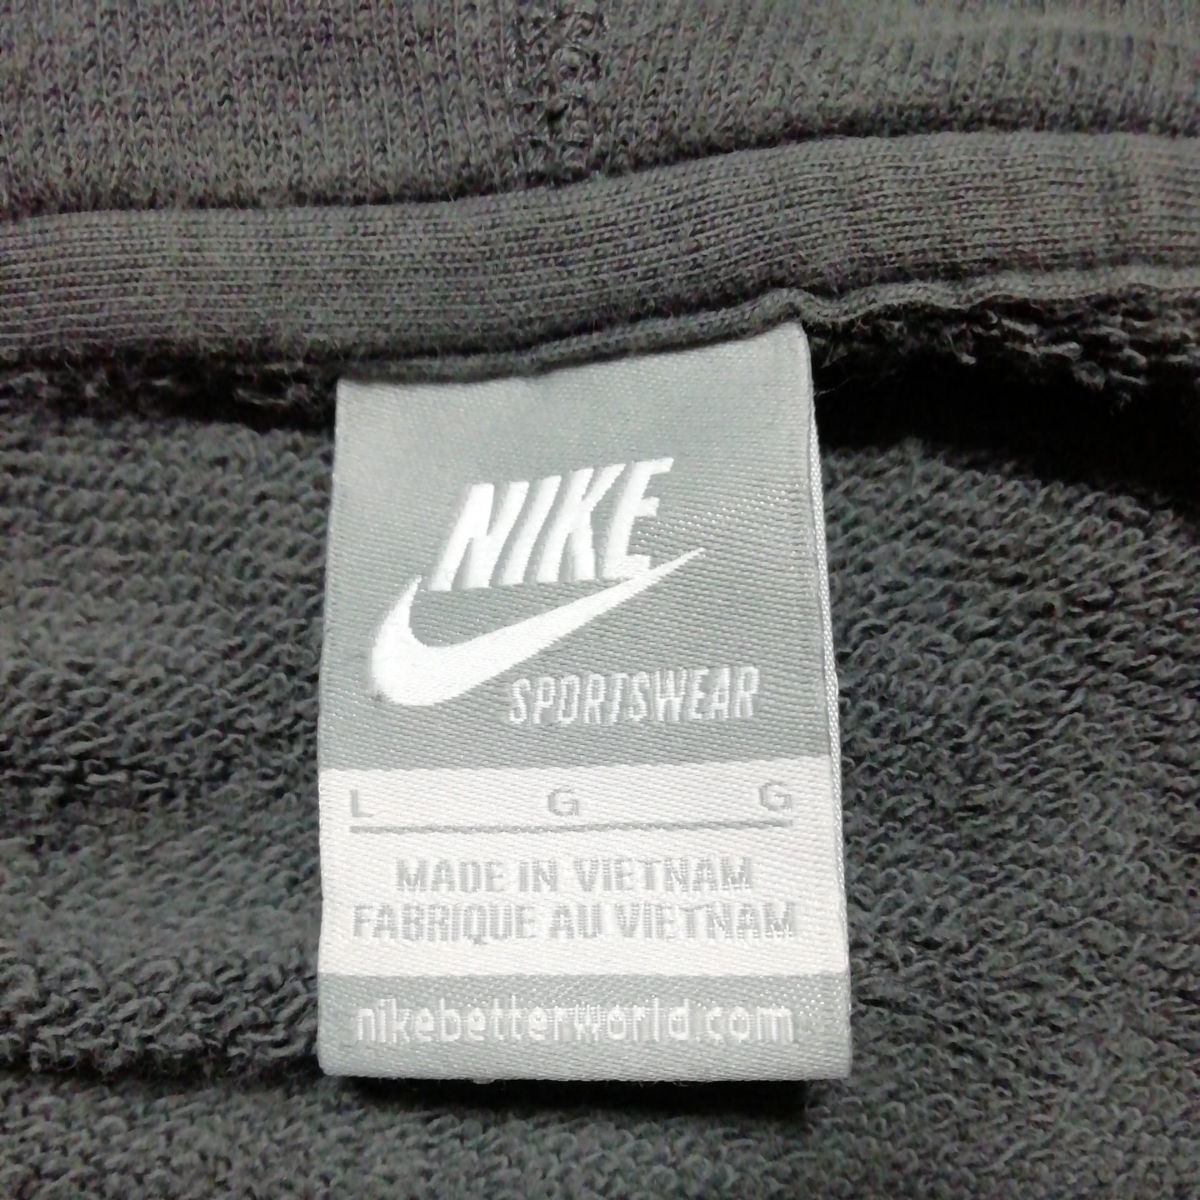 NIKE
SPORTSWEAR
L G G
MADE IN VIETNAM
FABRIQUE AU VIETNAM
nikebetterworld.com